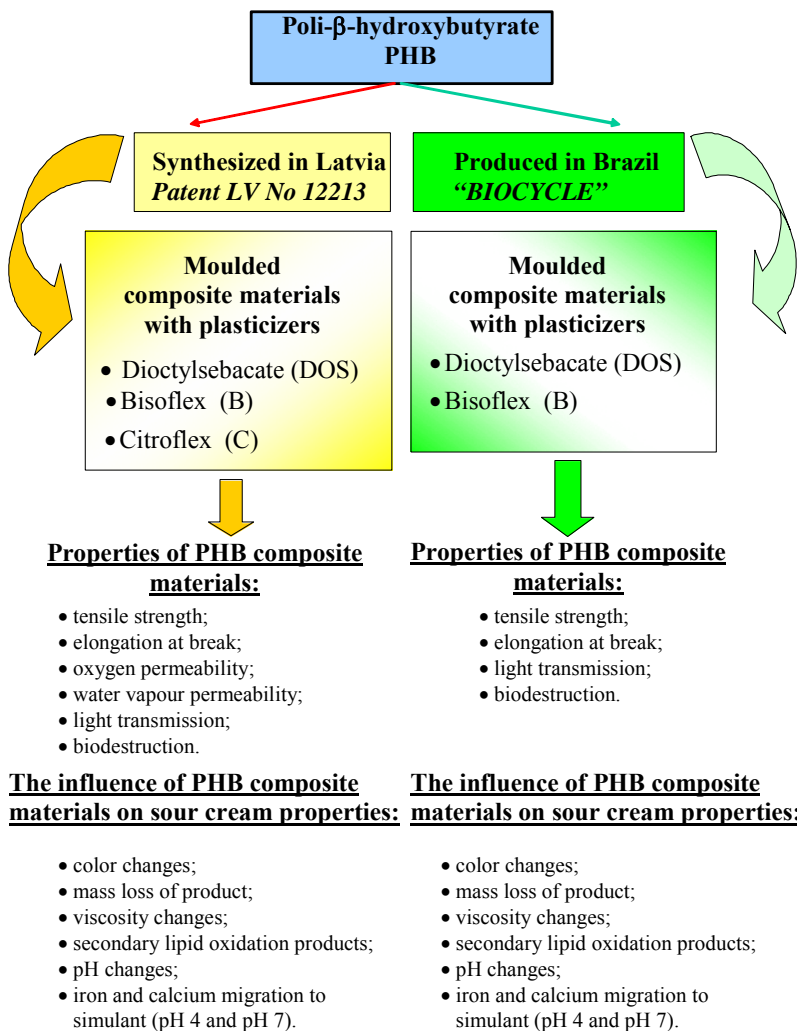 Poli-β-hydroxybutyrate
PHB
Synthesized in Latvia
Patent LV No 12213
Produced in Brazil
“BIOCYCLE”
Moulded
composite materials
with plasticizers
• Dioctylsebacate (DOS)
• Bisoflex (B)
• Citroflex (C)
Moulded
composite materials
with plasticizers
• Dioctylsebacate (DOS)
• Bisoflex (B)
Properties of PHB composite
materials:
• tensile strength;
• elongation at break;
• oxygen permeability;
• water vapour permeability;
• light transmission;
• biodestruction.
Properties of PHB composite
materials:
• tensile strength;
• elongation at break;
• light transmission;
• biodestruction.
The influence of PHB composite
materials on sour cream properties:
• color changes;
• mass loss of product;
• viscosity changes;
• secondary lipid oxidation products;
• pH changes;
• iron and calcium migration to
simulant (pH 4 and pH 7).
The influence of PHB composite
materials on sour cream properties:
• color changes;
• mass loss of product;
• viscosity changes;
• secondary lipid oxidation products;
• pH changes;
• iron and calcium migration to
simulant (pH 4 and pH 7).